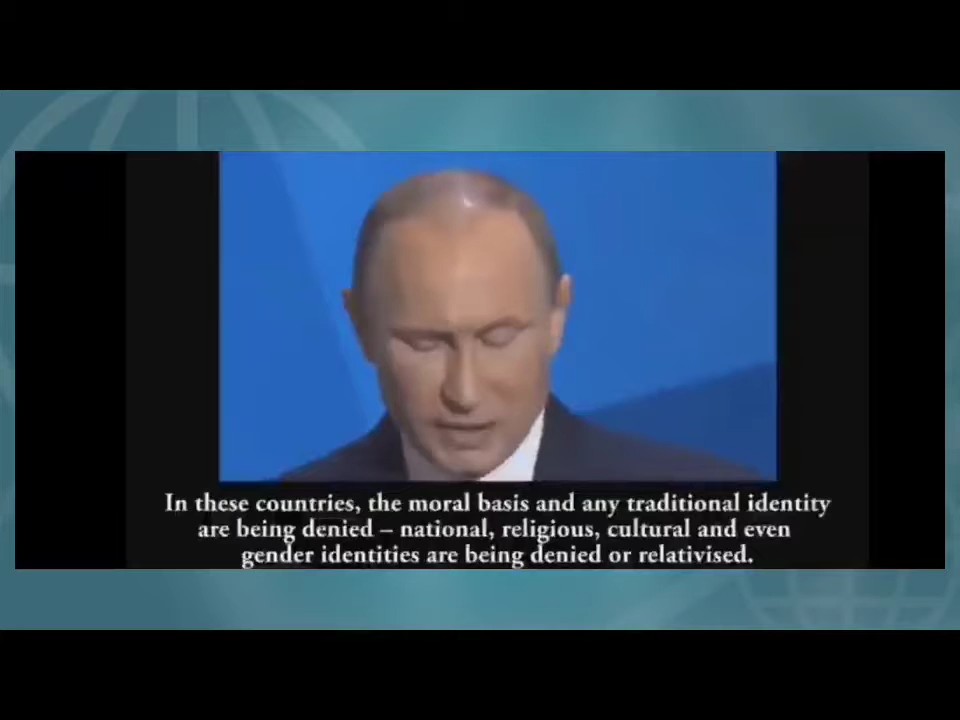 In these countries, the moral basis and any traditional identity
are being denied – national, religious, cultural and even
gender identities are being denied or relativised.